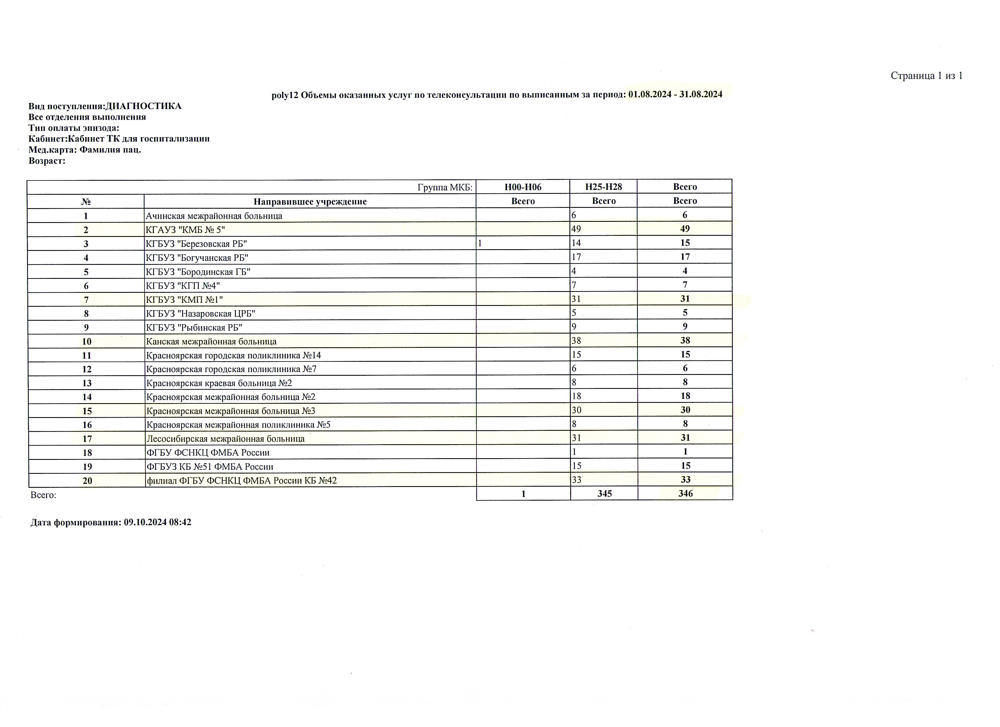 Страница 1 из 1
poly12 Объемы оказанных услуг по телеконсультации по выписанным за период: 01.08.2024 - 31.08.2024
Вид поступления:ДИАГНОСТИКА
Все отделения выполнения
Тип оплаты эпизода:
Кабинет:Кабинет ТК для госпитализации
Мед.карта: Фамилия пац.
Возраст:
Группа МКБ: H00-H06 H25-H28 Всего
№ Направившее учреждение Всего Всего Всего
1 Ачинская межрайонная больница 6 6
2 КГАУЗ "КМБ № 5" 49 49
3 КГБУЗ "Березовская РБ" 1 14 15
4 КГБУЗ "Богучанская РБ" 17 17
5 КГБУЗ "Бородинская ГБ" 4 4
6 КГБУЗ "КГП №4" 7 7
7 КГБУЗ "КМП №1" 31 31
8 КГБУЗ "Назаровская ЦРБ" 5 5
9 КГБУЗ "Рыбинская РБ" 9 9
10 Канская межрайонная больница 38 38
11 Красноярская городская поликлиника №14 15 15
12 Красноярская городская поликлиника №7 6 6
13 Красноярская краевая больница №2 8 8
14 Красноярская межрайонная больница №2 18 18
15 Красноярская межрайонная больница №3 30 30
16 Красноярская межрайонная поликлиника №5 8 8
17 Лесосибирская межрайонная больница 31 31
18 ФГБУ ФСНКЦ ФМБА России 1 1
19 ФГБУЗ КБ №51 ФМБА России 15 15
20 филиал ФГБУ ФСНКЦ ФМБА России КБ №42 33 33
Всего: 1 345 346
Дата формирования: 09.10.2024 08:42